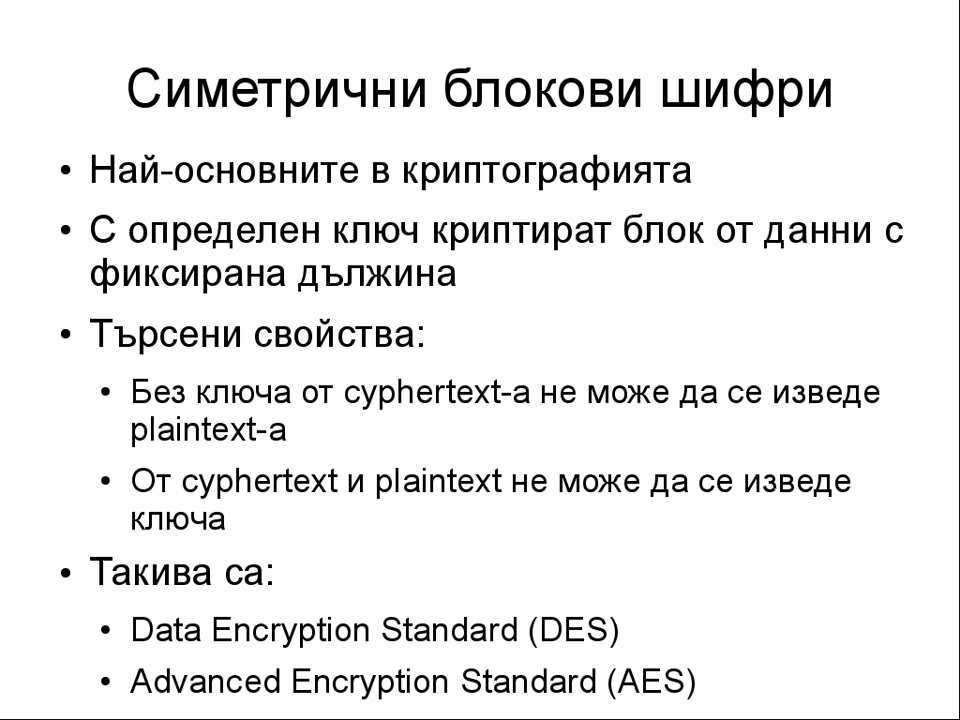 Симетрични блокови шифри
• Най-основните в криптографията
• С определен ключ криптират блок от данни с
фиксирана дължина
• Търсени свойства:
• Без ключа от cyphertext-а не може да се изведе
plaintext-а
• От cyphertext и plaintext не може да се изведе
ключа
• Такива са:
• Data Encryption Standard (DES)
• Advanced Encryption Standard (AES)